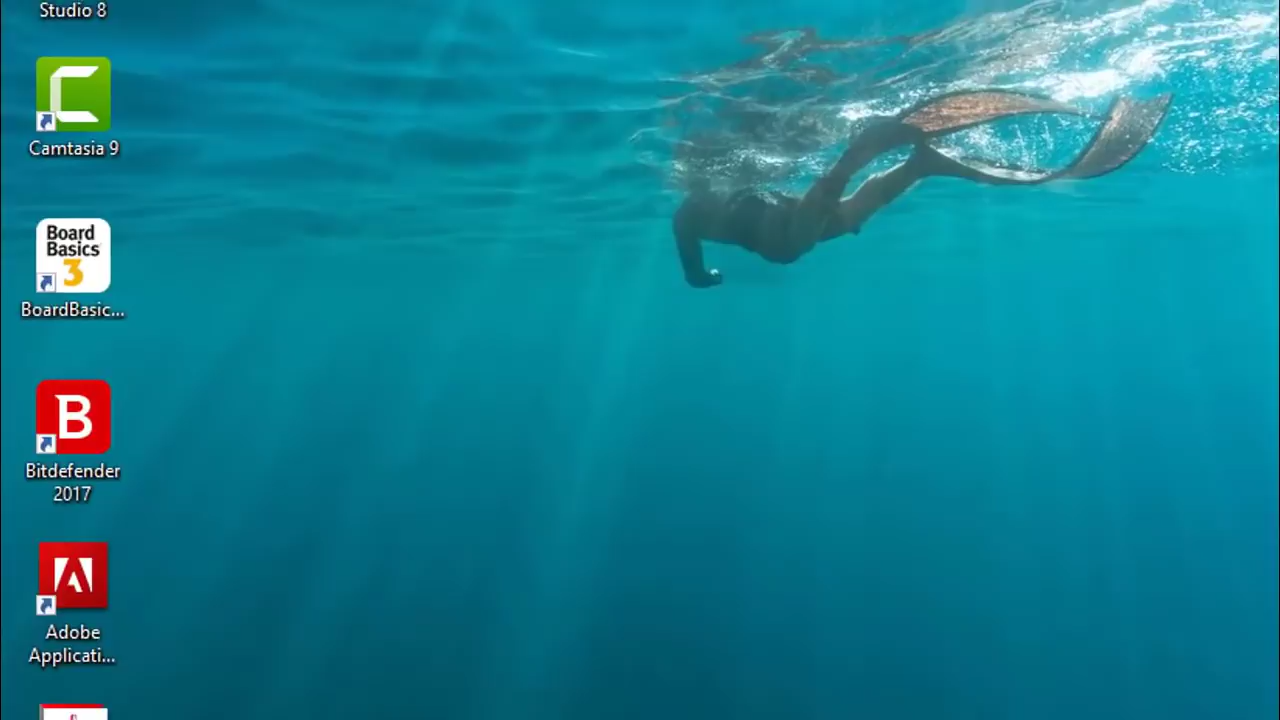 Studio 8
Camtasia 9
Board
Basics
3
BoardBasic...
B
Bitdefender
2017
Adobe
Applicati...